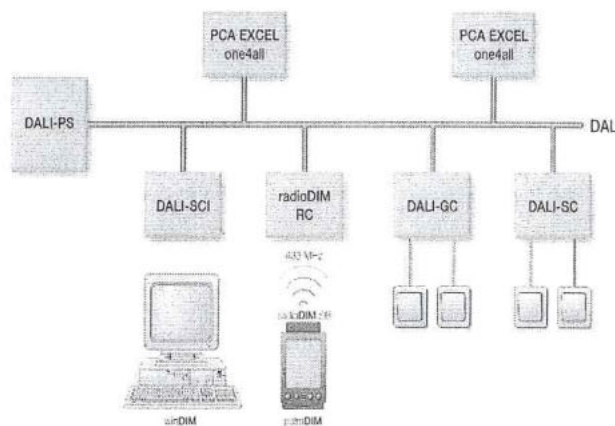 PCA EXCEL
one4all
PCA EXCEL
one4all
DALI-PS
DAL
DALI-SCI
radioDIM
RC
DALI-GC
DALI-SC
433 MHz
winDIM
palmDIM